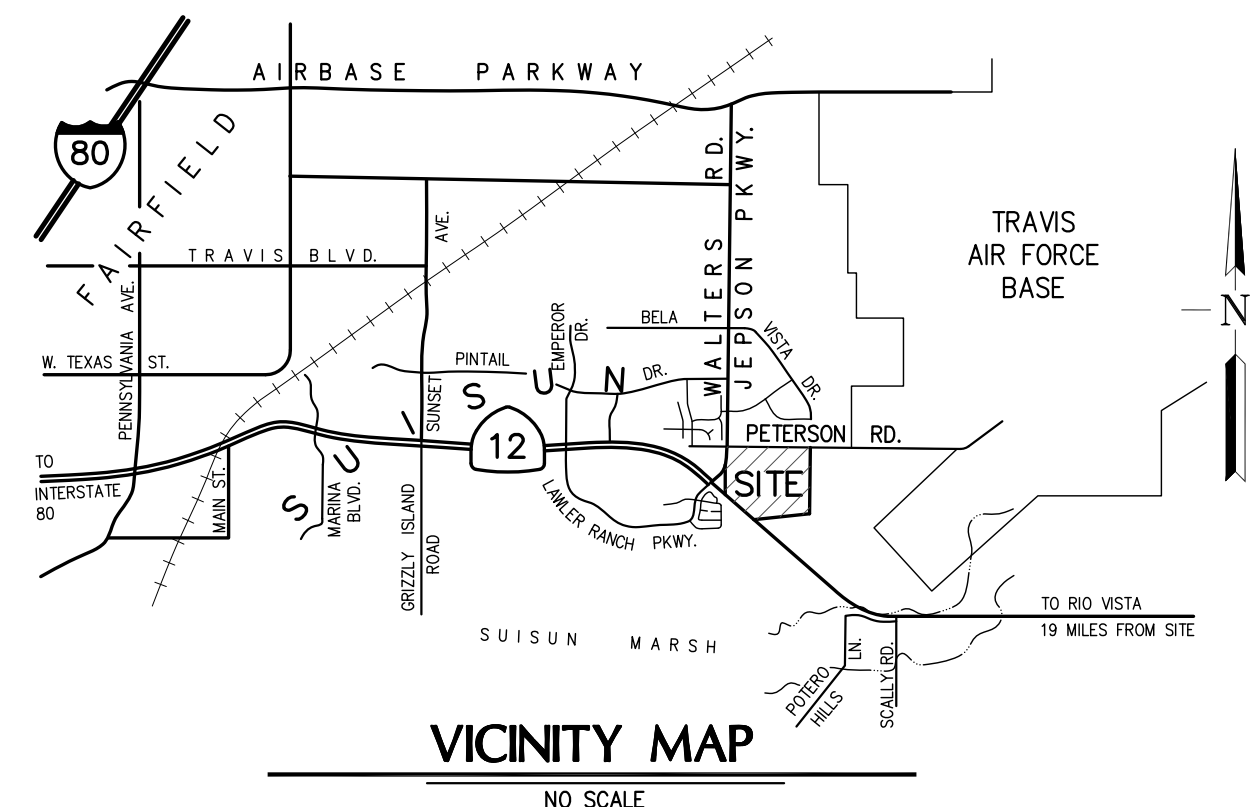 AIRBASE PARKWAY
80
FAIRFIELD
WALTERS RD.
JEPSON PKWY.
TRAVIS
AIR FORCE
BASE
N
TRAVIS BLVD.
AVE.
PENNSYLVANIA AVE.
W. TEXAS ST.
BELA VISTA DR.
EMPEROR
DR.
PINTAIL DR.
SUISUN
SUNSET
12
PETERSON RD.
SITE
TO
INTERSTATE
80
MAIN ST.
MARINA
BLVD.
GRIZZLY ISLAND
ROAD
LAWLER RANCH PKWY.
SUISUN MARSH
TO RIO VISTA
19 MILES FROM SITE
POTERO
HILLS
LN.
SCALLY RD.
VICINITY MAP
NO SCALE